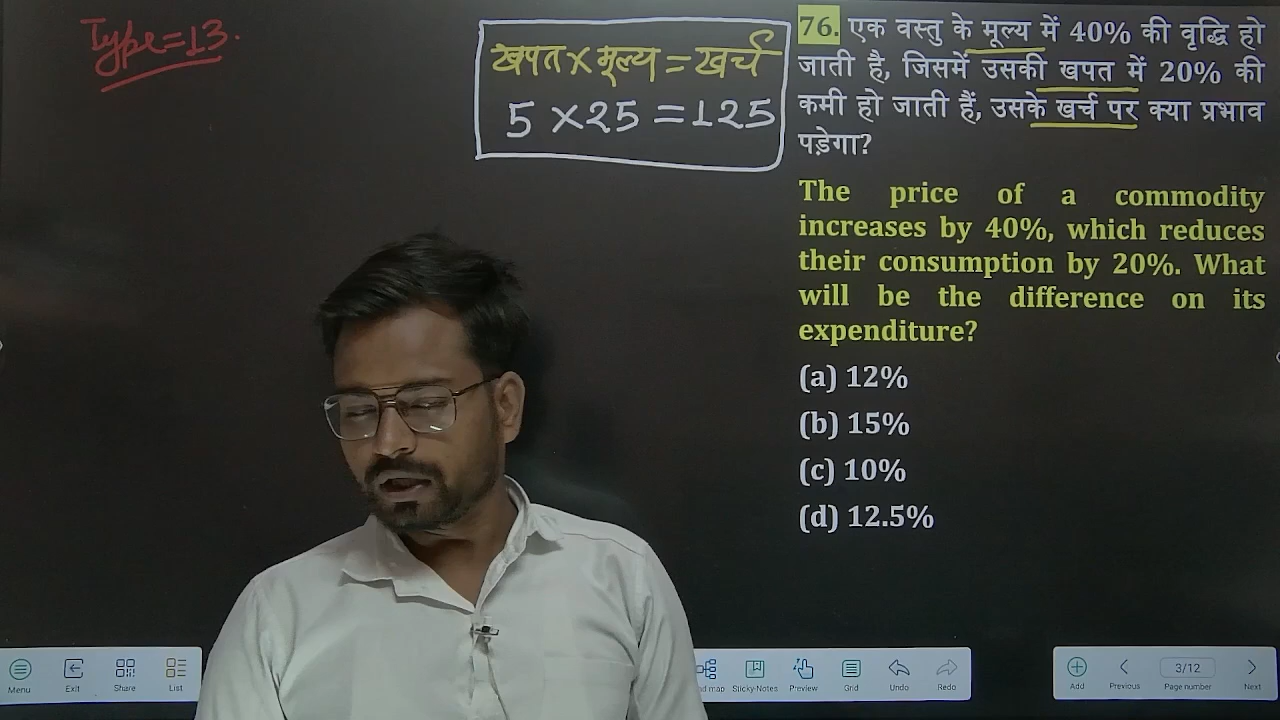 Type=13.
खपत × मूल्य = खर्च
5 × 25 = 125
76. एक वस्तु के मूल्य में 40% की वृद्धि हो
जाती है, जिसमें उसकी खपत में 20% की
कमी हो जाती हैं, उसके खर्च पर क्या प्रभाव
पड़ेगा?
The price of a commodity
increases by 40%, which reduces
their consumption by 20%. What
will be the difference on its
expenditure?
(a) 12%
(b) 15%
(c) 10%
(d) 12.5%
Menu Exit Share List
nd map Sticky-Notes Preview Grid Undo Redo
Add Previous 3/12 Page number Next